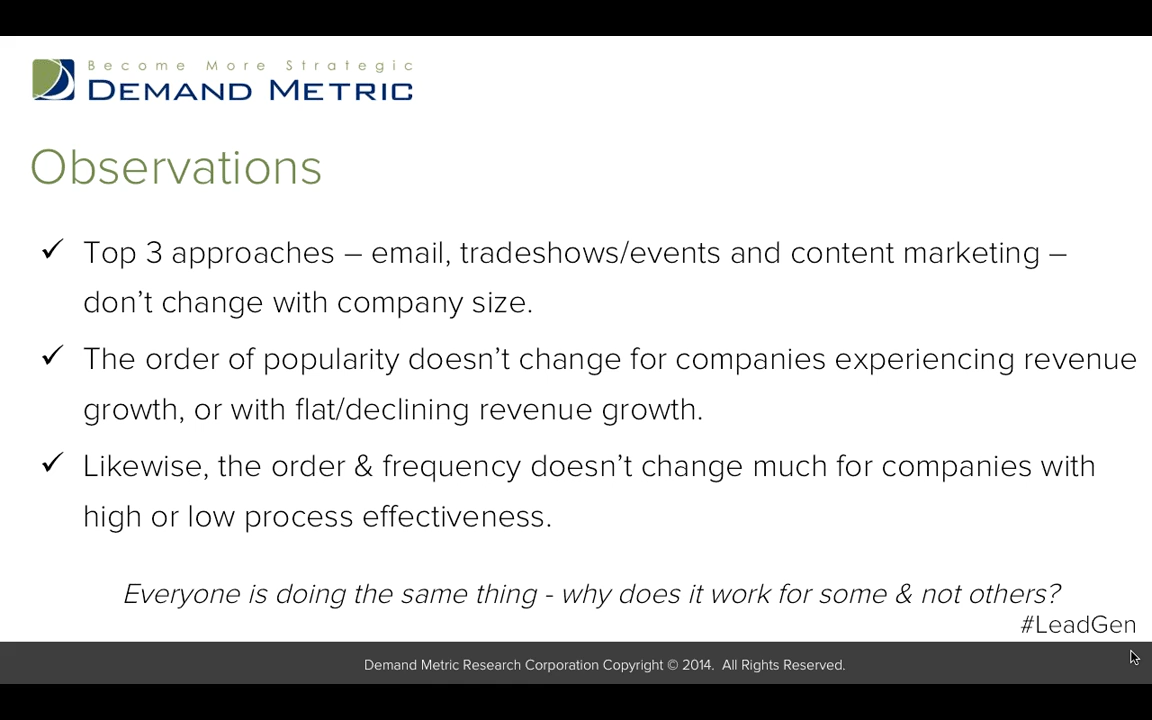 Become More Strategic
DEMAND METRIC
Observations
✓ Top 3 approaches – email, tradeshows/events and content marketing –
don’t change with company size.
✓ The order of popularity doesn’t change for companies experiencing revenue
growth, or with flat/declining revenue growth.
✓ Likewise, the order & frequency doesn’t change much for companies with
high or low process effectiveness.
Everyone is doing the same thing - why does it work for some & not others?
#LeadGen
Demand Metric Research Corporation Copyright © 2014. All Rights Reserved.